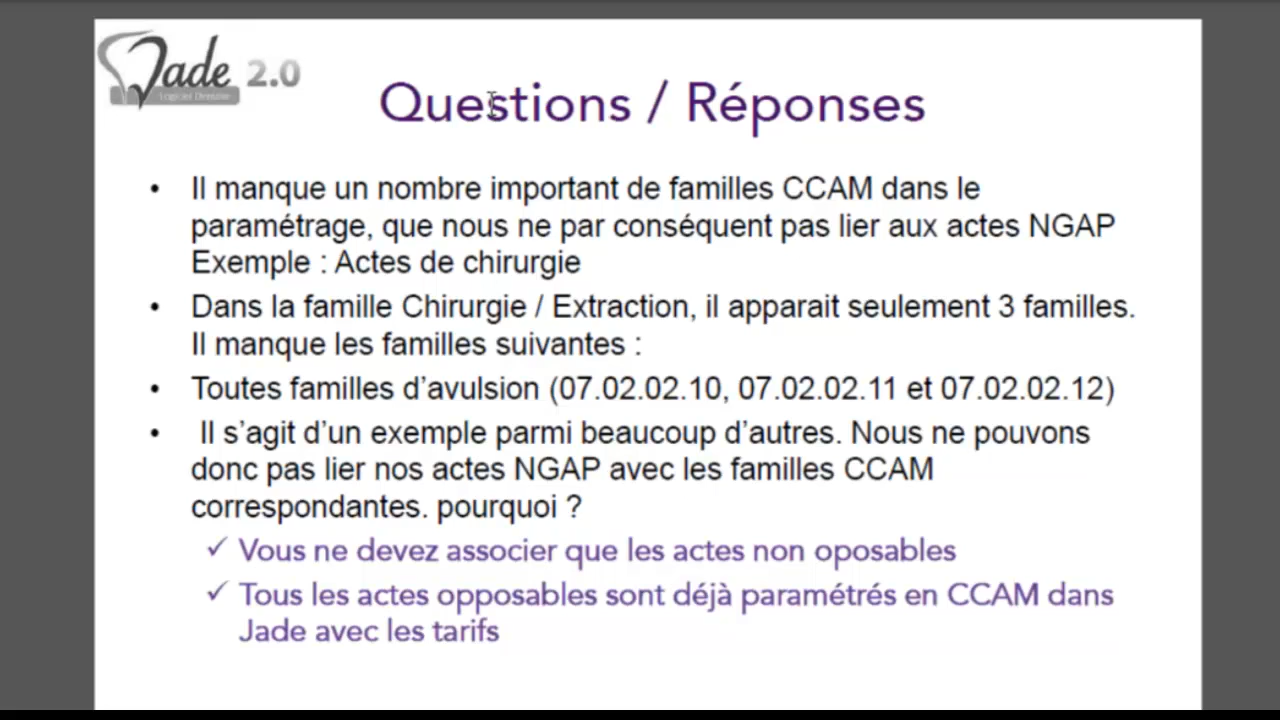 Jade 2.0
Logiciel Dentaire
Questions / Réponses
• Il manque un nombre important de familles CCAM dans le
paramétrage, que nous ne par conséquent pas lier aux actes NGAP
Exemple : Actes de chirurgie
• Dans la famille Chirurgie / Extraction, il apparait seulement 3 familles.
Il manque les familles suivantes :
• Toutes familles d’avulsion (07.02.02.10, 07.02.02.11 et 07.02.02.12)
• Il s’agit d’un exemple parmi beaucoup d’autres. Nous ne pouvons
donc pas lier nos actes NGAP avec les familles CCAM
correspondantes. pourquoi ?
✓ Vous ne devez associer que les actes non oposables
✓ Tous les actes opposables sont déjà paramétrés en CCAM dans
Jade avec les tarifs